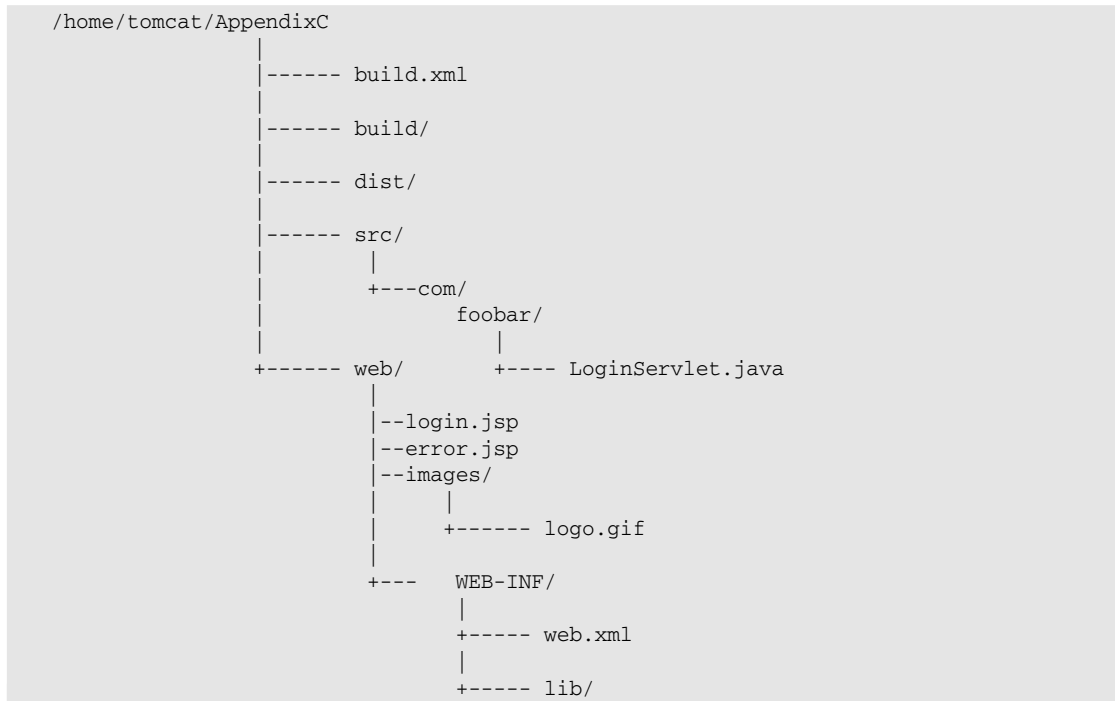 /home/tomcat/AppendixC
|
|------ build.xml
|
|------ build/
|
|------ dist/
|
|------ src/
| |
| +---com/
| foobar/
| |
+------ web/ +---- LoginServlet.java
|
|--login.jsp
|--error.jsp
|--images/
| |
| +------ logo.gif
|
+--- WEB-INF/
|
+----- web.xml
|
+----- lib/